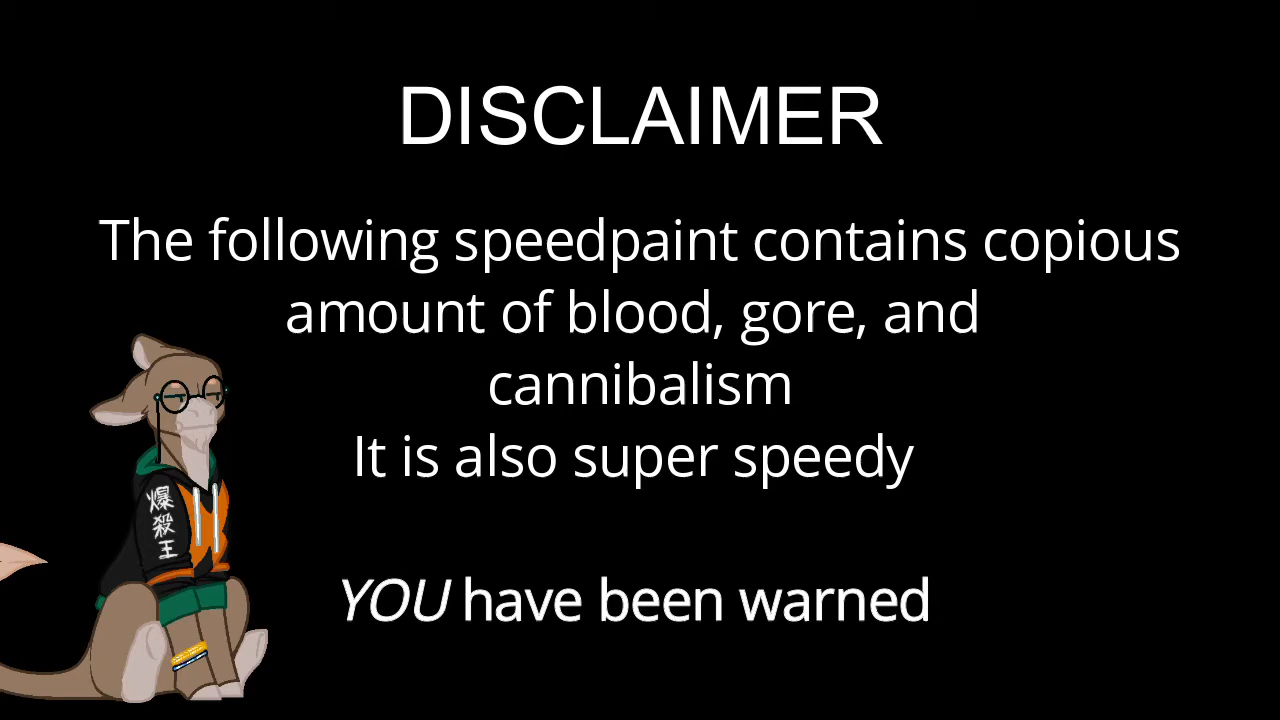 DISCLAIMER
The following speedpaint contains copious
amount of blood, gore, and
cannibalism
It is also super speedy
爆
殺
王
YOU have been warned